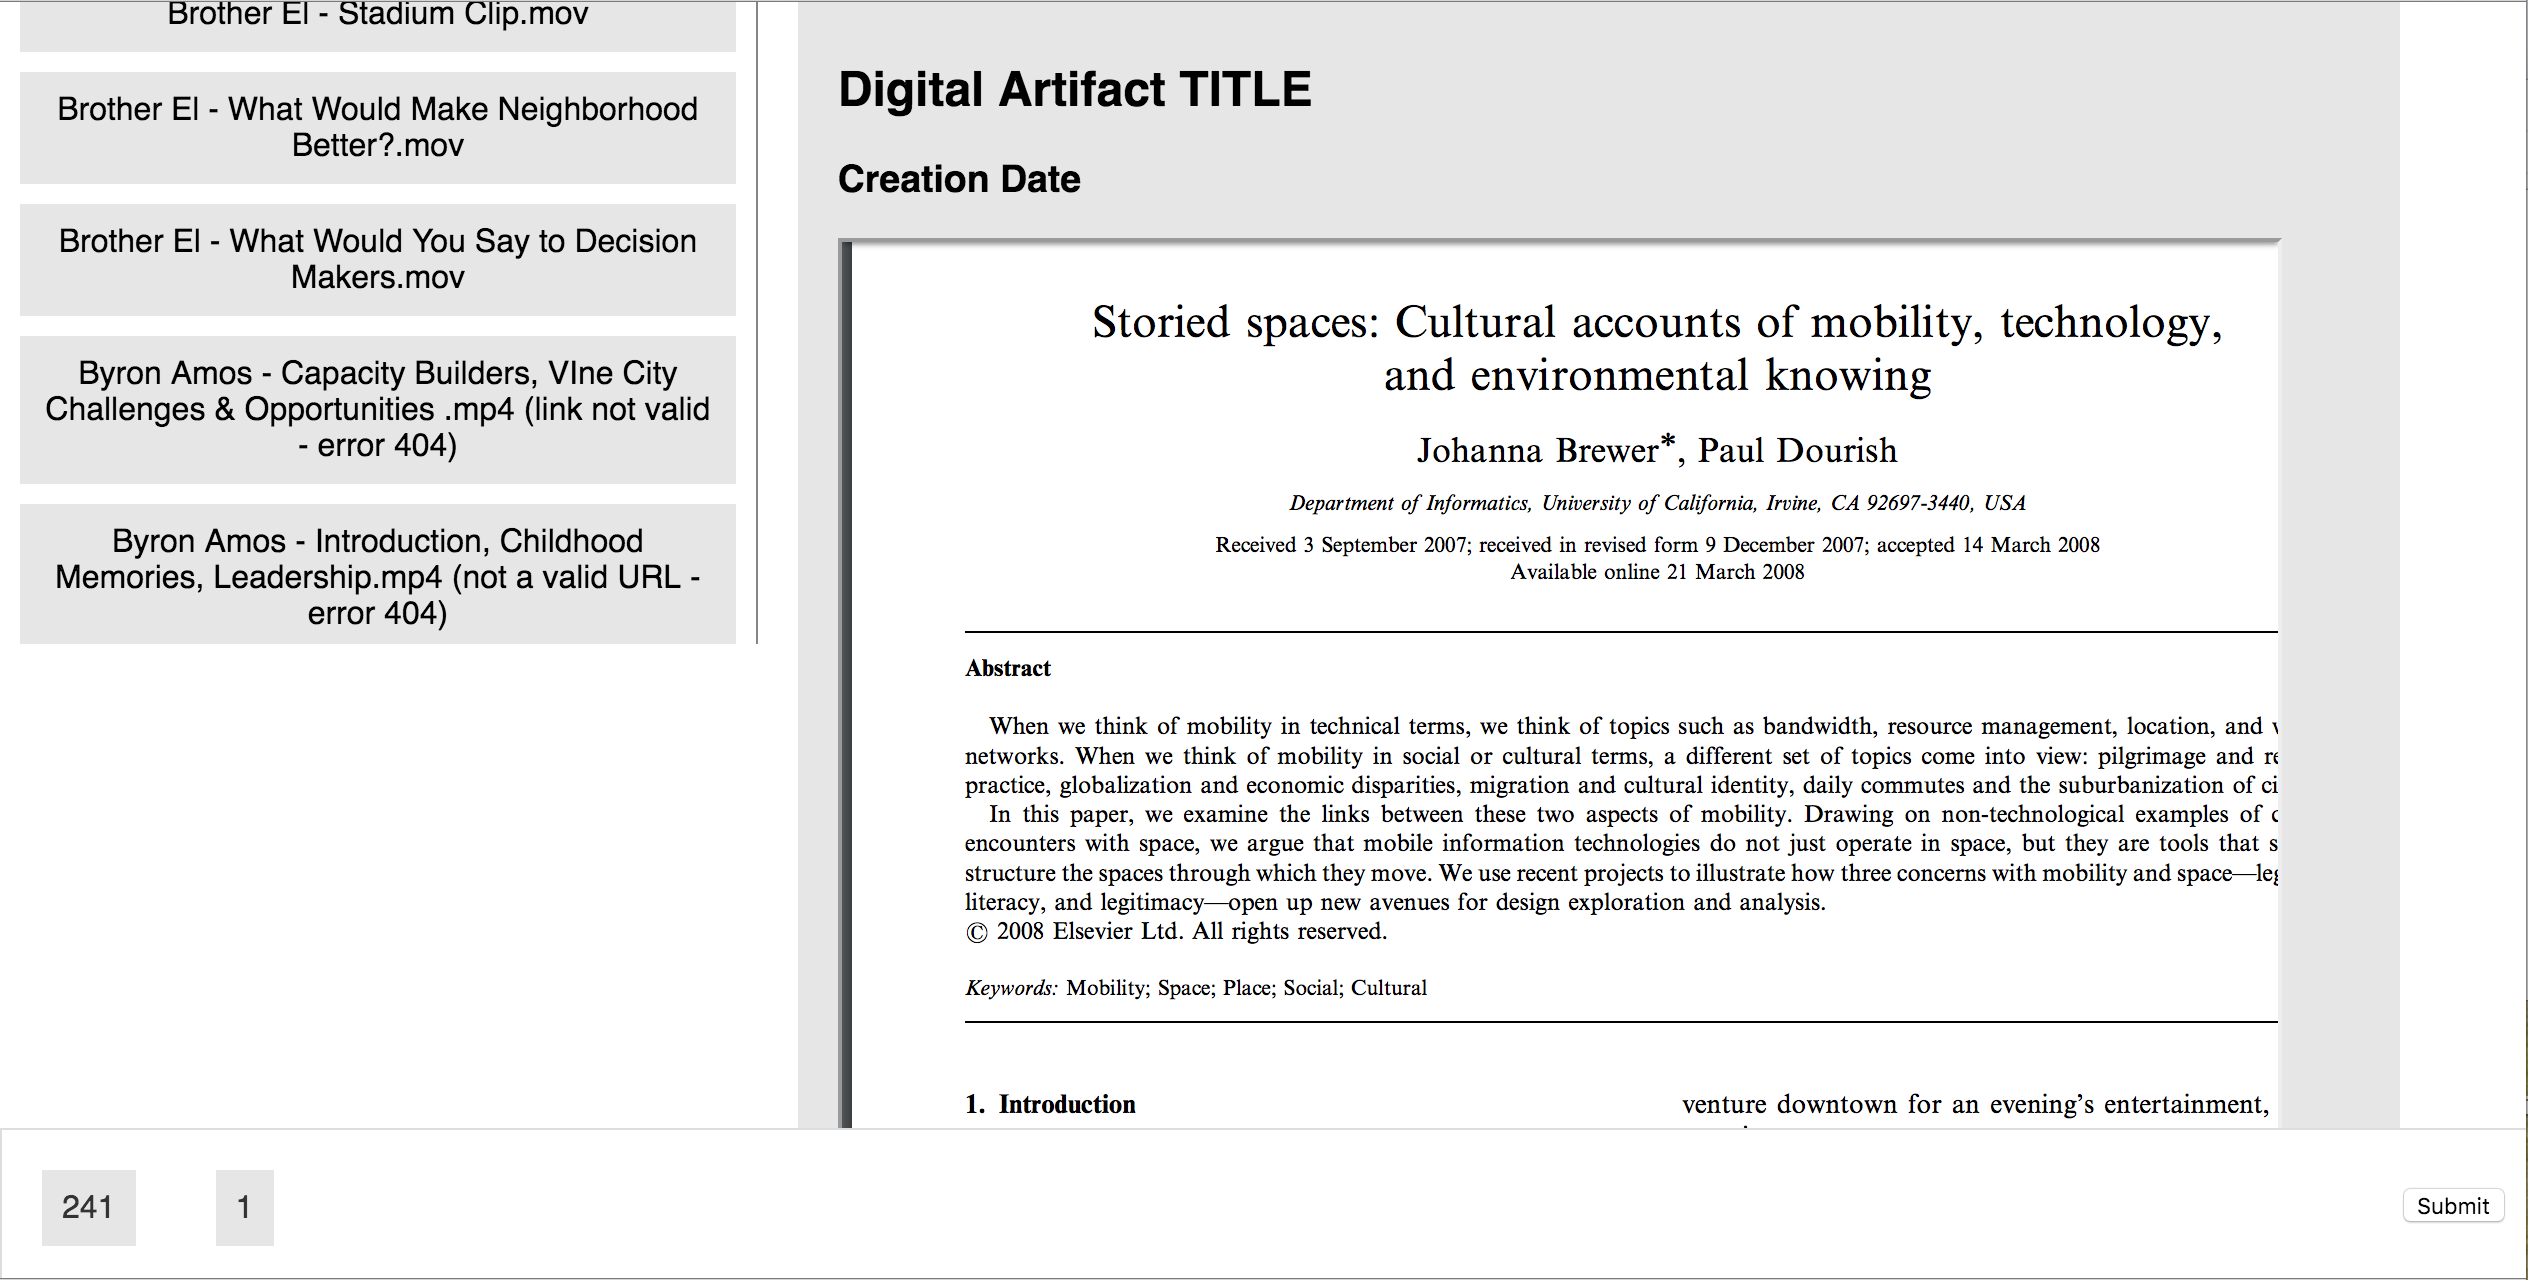 Brother El - Stadium Clip.mov
Brother El - What Would Make Neighborhood
Better?.mov
Brother El - What Would You Say to Decision
Makers.mov
Byron Amos - Capacity Builders, VIne City
Challenges & Opportunities .mp4 (link not valid
- error 404)
Byron Amos - Introduction, Childhood
Memories, Leadership.mp4 (not a valid URL -
error 404)
Digital Artifact TITLE
Creation Date
Storied spaces: Cultural accounts of mobility, technology,
and environmental knowing
Johanna Brewer*, Paul Dourish
Department of Informatics, University of California, Irvine, CA 92697-3440, USA
Received 3 September 2007; received in revised form 9 December 2007; accepted 14 March 2008
Available online 21 March 2008
Abstract
When we think of mobility in technical terms, we think of topics such as bandwidth, resource management, location, and
networks. When we think of mobility in social or cultural terms, a different set of topics come into view: pilgrimage and
practice, globalization and economic disparities, migration and cultural identity, daily commutes and the suburbanization of
In this paper, we examine the links between these two aspects of mobility. Drawing on non-technological examples of
encounters with space, we argue that mobile information technologies do not just operate in space, but they are tools that
structure the spaces through which they move. We use recent projects to illustrate how three concerns with mobility and space—
literacy, and legitimacy—open up new avenues for design exploration and analysis.
© 2008 Elsevier Ltd. All rights reserved.
Keywords: Mobility; Space; Place; Social; Cultural
1. Introduction
venture downtown for an evening's entertainment,
241
1
Submit